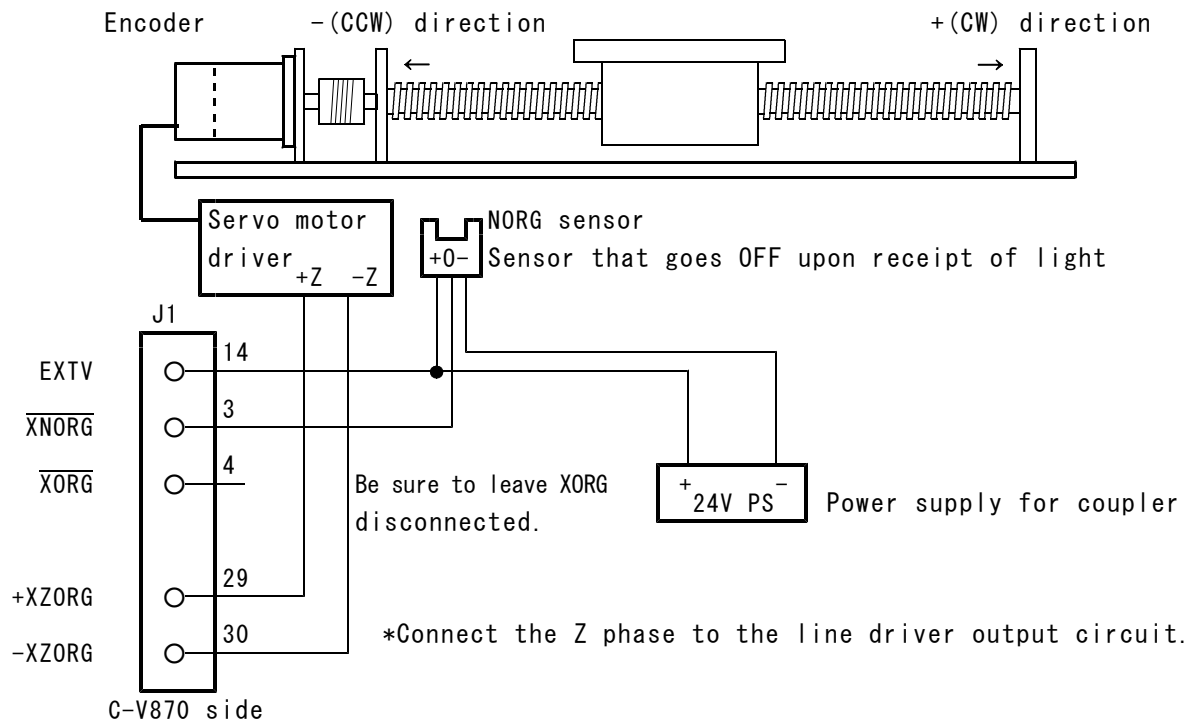 Encoder
−(CCW) direction
+(CW) direction
←
→
Servo motor
driver
+Z −Z
NORG sensor
+O−
Sensor that goes OFF upon receipt of light
J1
14
EXTV
3
XNORG
4
XORG
Be sure to leave XORG
disconnected.
+ −
24V PS
Power supply for coupler
29
+XZORG
30
−XZORG
*Connect the Z phase to the line driver output circuit.
C−V870 side